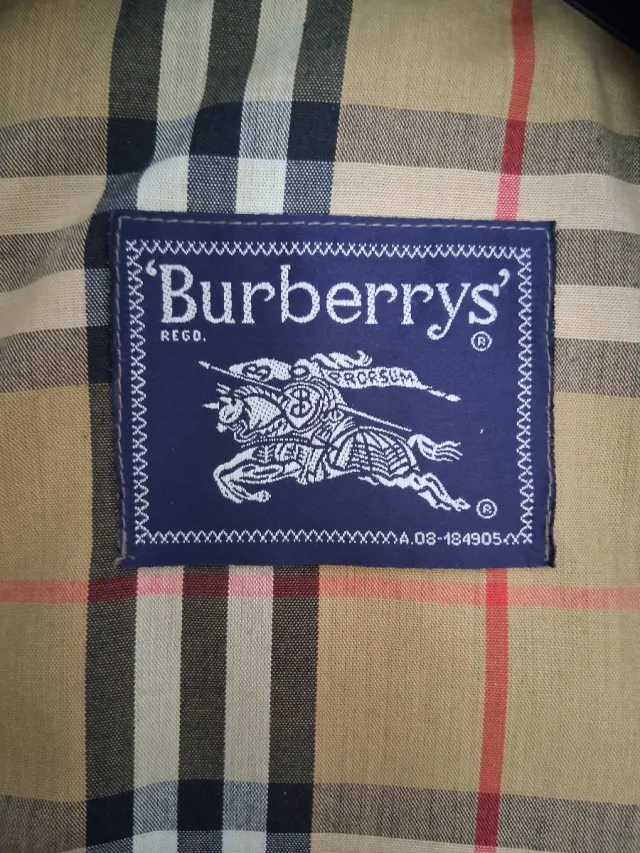 'Burberrys'
REGD.
®
PRORSUM
®
A.08-184905